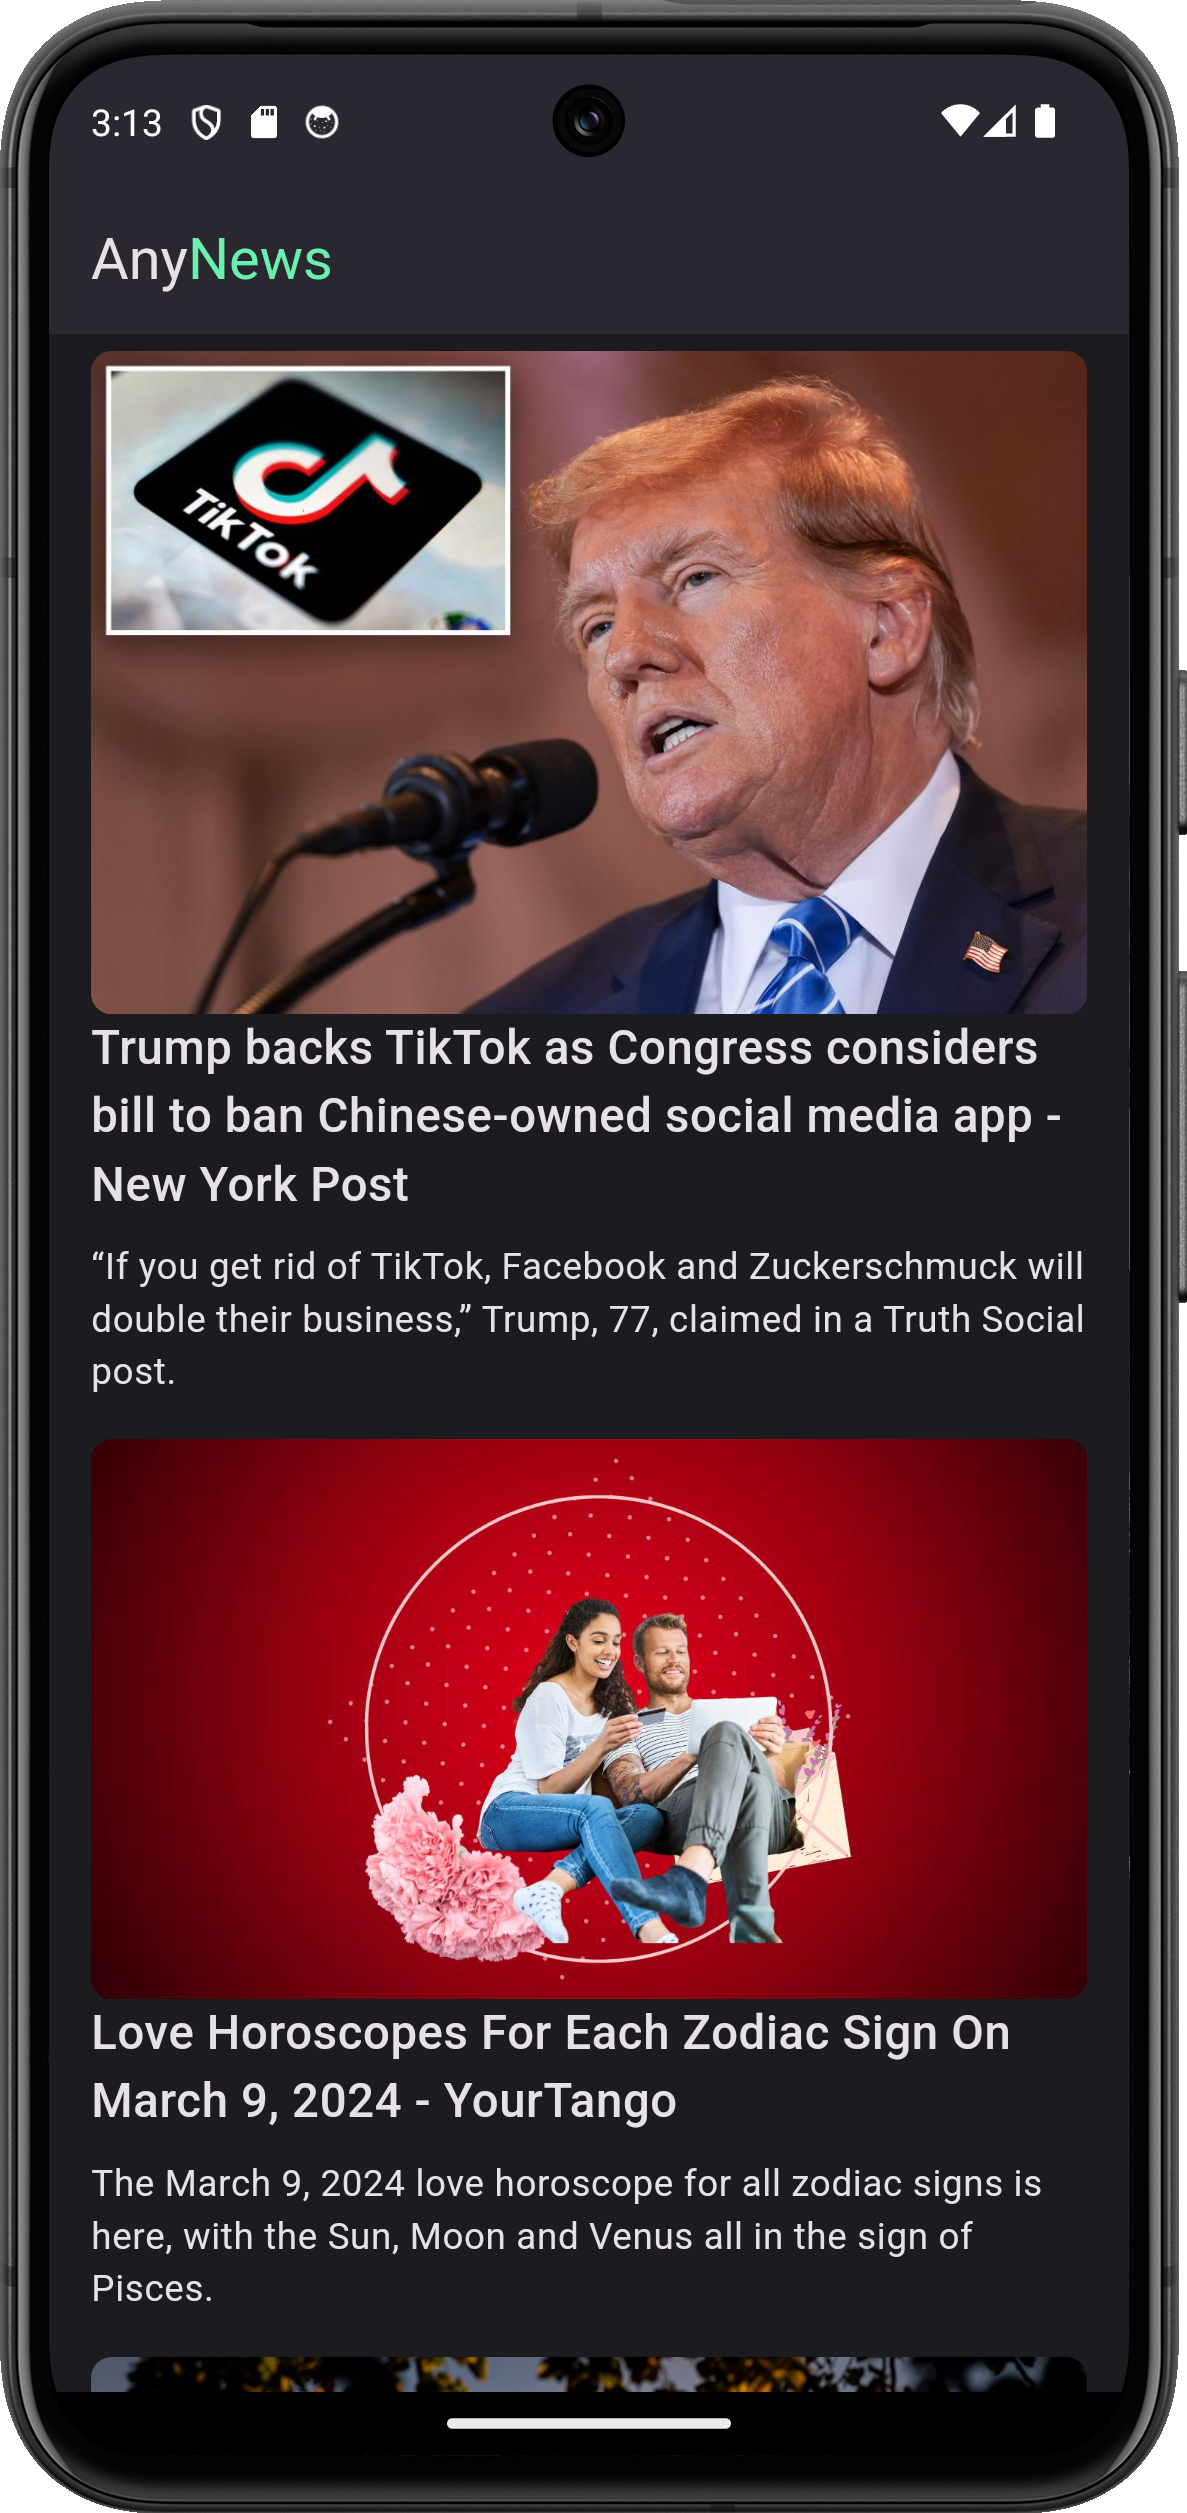 3:13
AnyNews
TikTok
Trump backs TikTok as Congress considers
bill to ban Chinese-owned social media app -
New York Post
“If you get rid of TikTok, Facebook and Zuckerschmuck will
double their business,” Trump, 77, claimed in a Truth Social
post.
Love Horoscopes For Each Zodiac Sign On
March 9, 2024 - YourTango
The March 9, 2024 love horoscope for all zodiac signs is
here, with the Sun, Moon and Venus all in the sign of
Pisces.